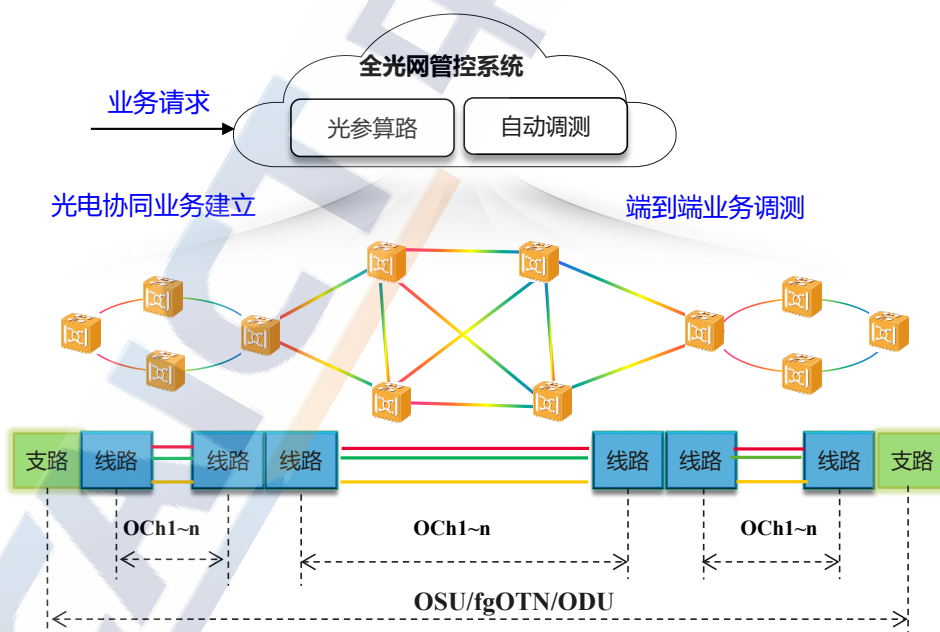 全光网管控系统
业务请求
光参算路
自动调测
光电协同业务建立
端到端业务调测
支路
线路
线路
线路
线路
线路
线路
支路
OCh1~n
OCh1~n
OCh1~n
OSU/fgOTN/ODU